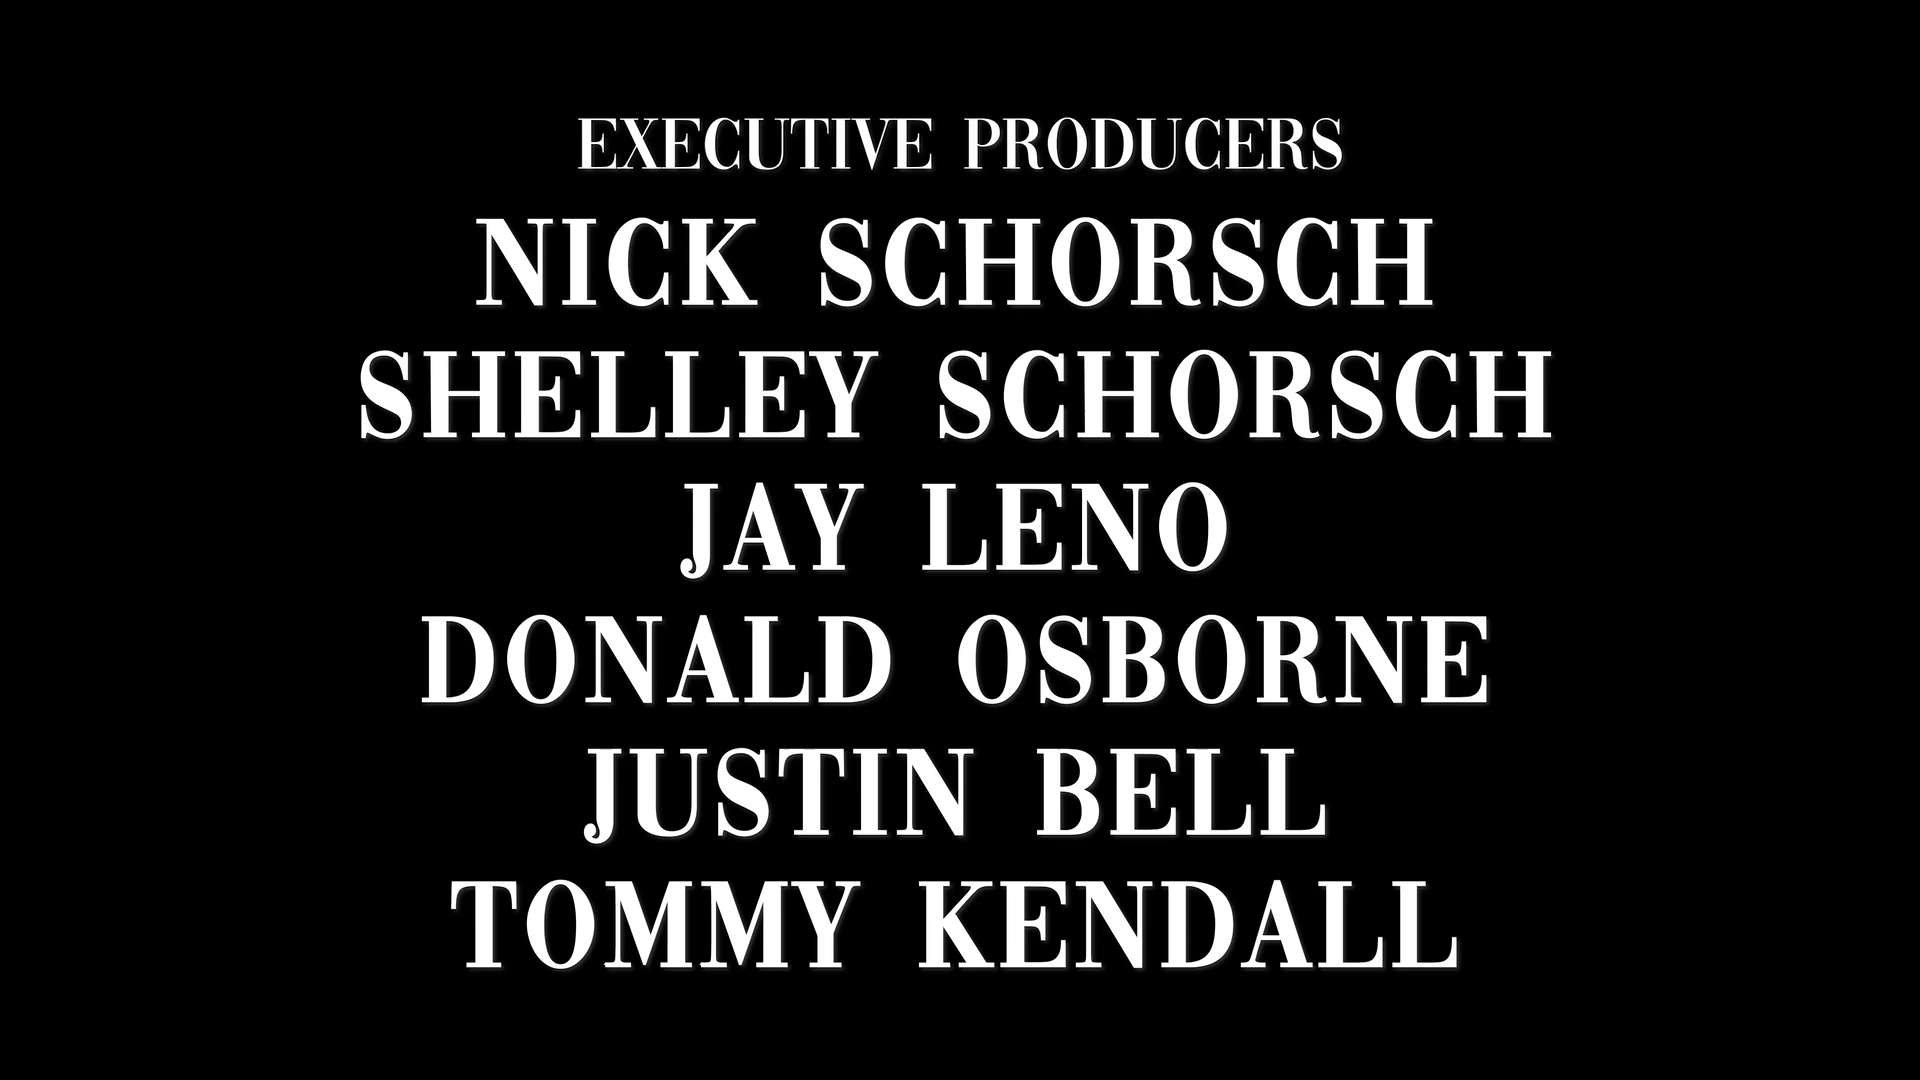 EXECUTIVE PRODUCERS
NICK SCHORSCH
SHELLEY SCHORSCH
JAY LENO
DONALD OSBORNE
JUSTIN BELL
TOMMY KENDALL